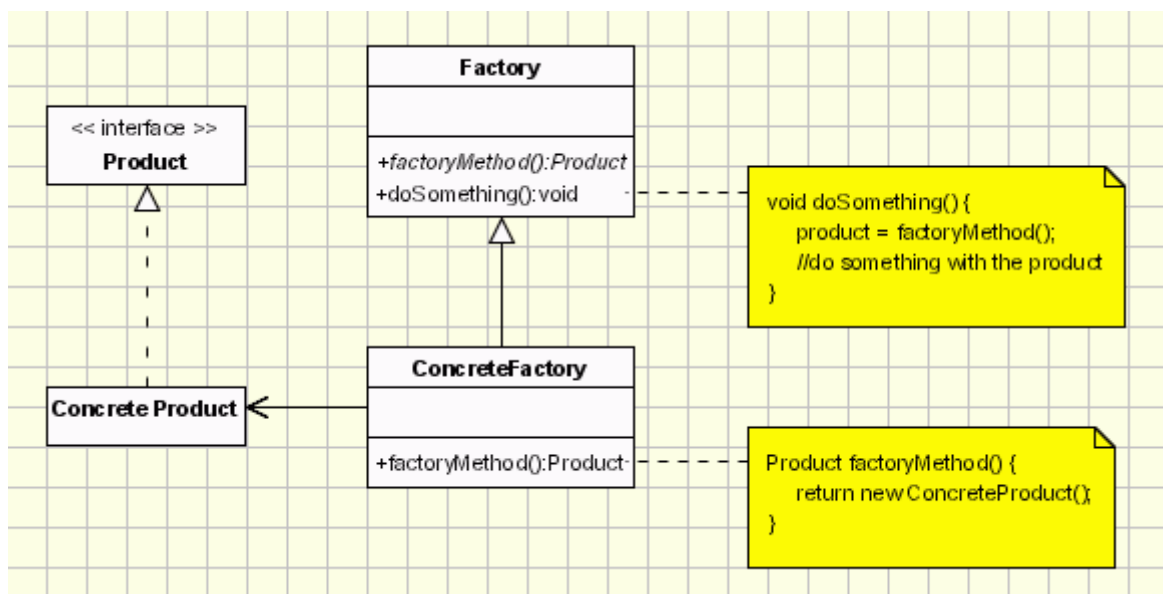 Factory
+factoryMethod():Product
+doSomething():void
<< interface >>
Product
void doSomething() {
product = factoryMethod();
//do something with the product
}
ConcreteFactory
+factoryMethod():Product
Concrete Product
Product factoryMethod() {
return new ConcreteProduct();
}